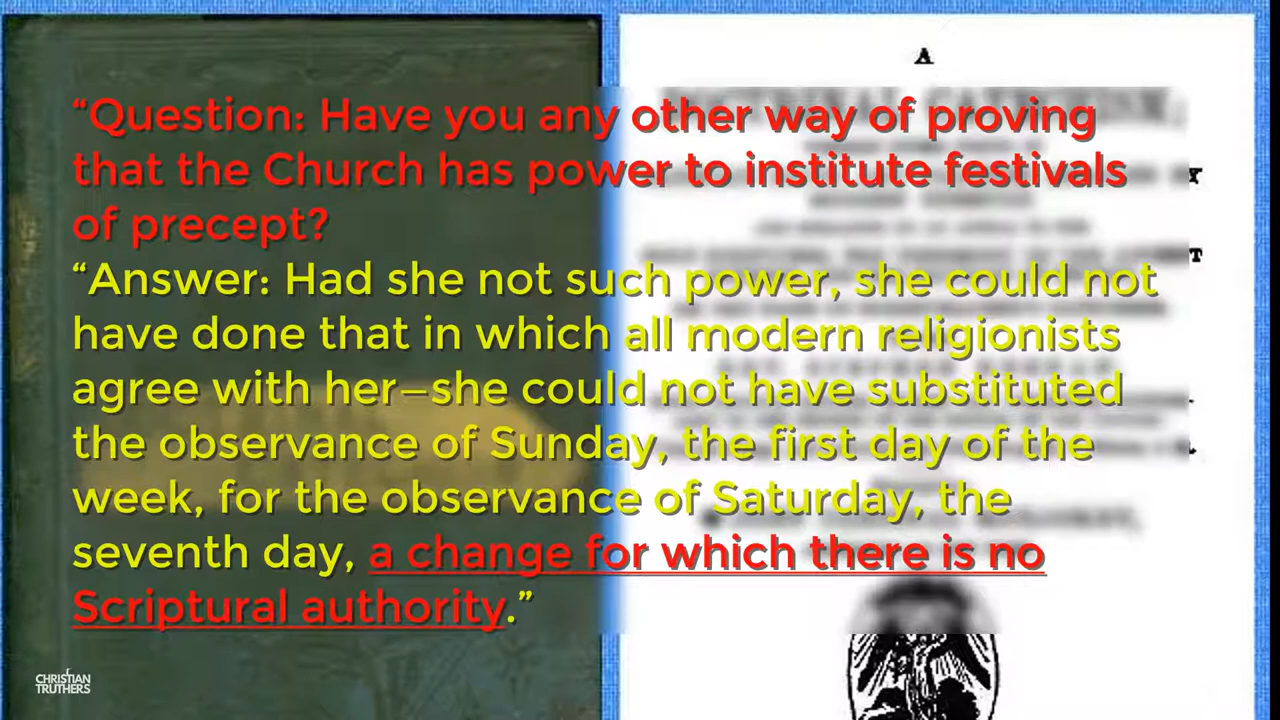 A
“Question: Have you any other way of proving
that the Church has power to institute festivals
of precept?
“Answer: Had she not such power, she could not
have done that in which all modern religionists
agree with her—she could not have substituted
the observance of Sunday, the first day of the
week, for the observance of Saturday, the
seventh day, a change for which there is no
Scriptural authority.”
CHRISTIAN
TRUTHERS